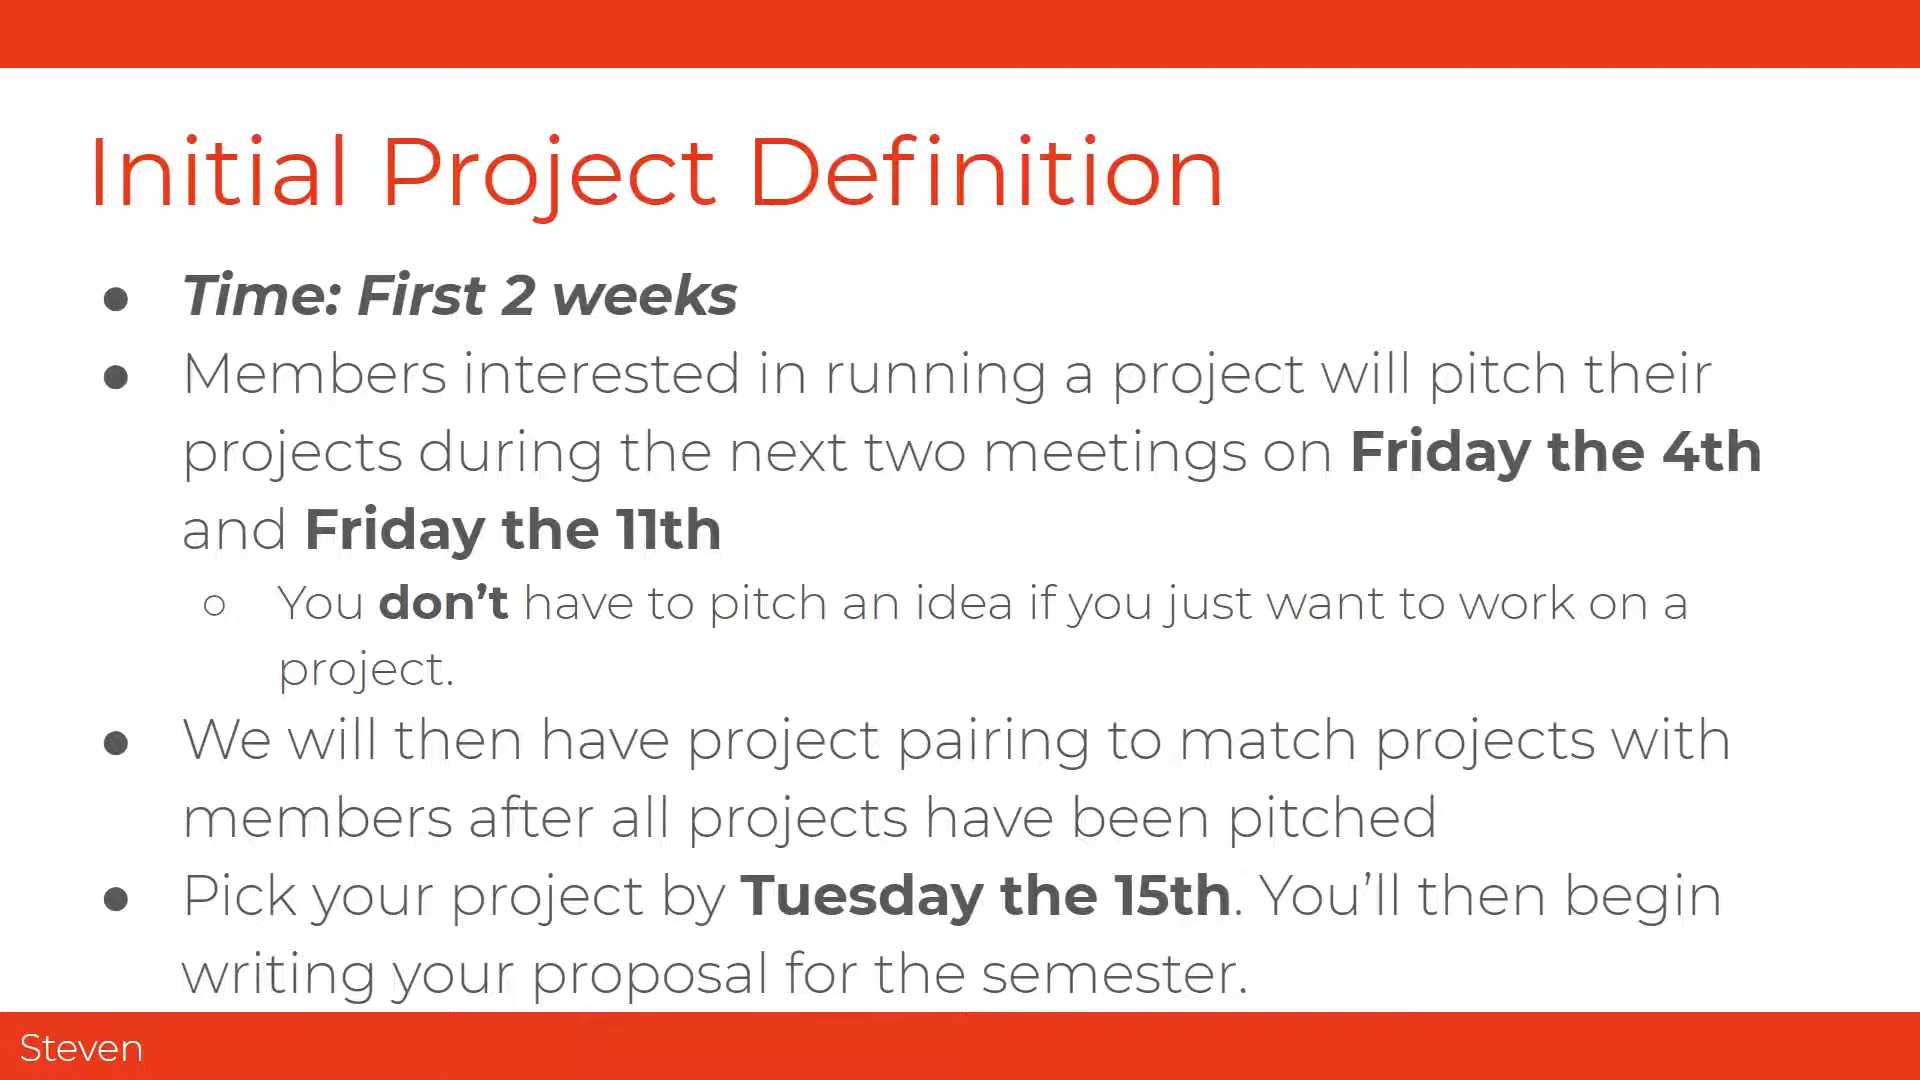 Initial Project Definition
● Time: First 2 weeks
● Members interested in running a project will pitch their
projects during the next two meetings on Friday the 4th
and Friday the 11th
○ You don’t have to pitch an idea if you just want to work on a
project.
● We will then have project pairing to match projects with
members after all projects have been pitched
● Pick your project by Tuesday the 15th. You’ll then begin
writing your proposal for the semester.
Steven